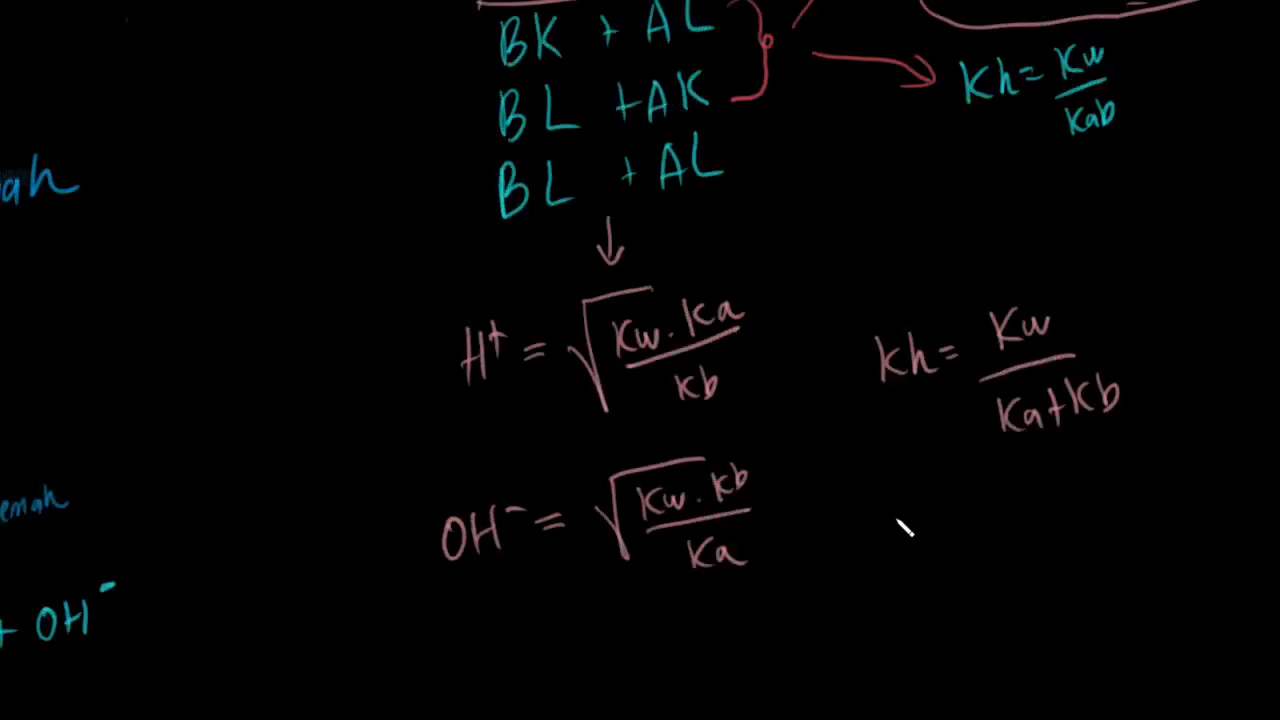 BK + AL
BL + AK
BL + AL
Kh = Kw / Kab
ah
H⁺ = √(Kw . Ka / Kb)
Kh = Kw / Ka+Kb
emah
OH⁻ = √(Kw . Kb / Ka)
+ OH⁻